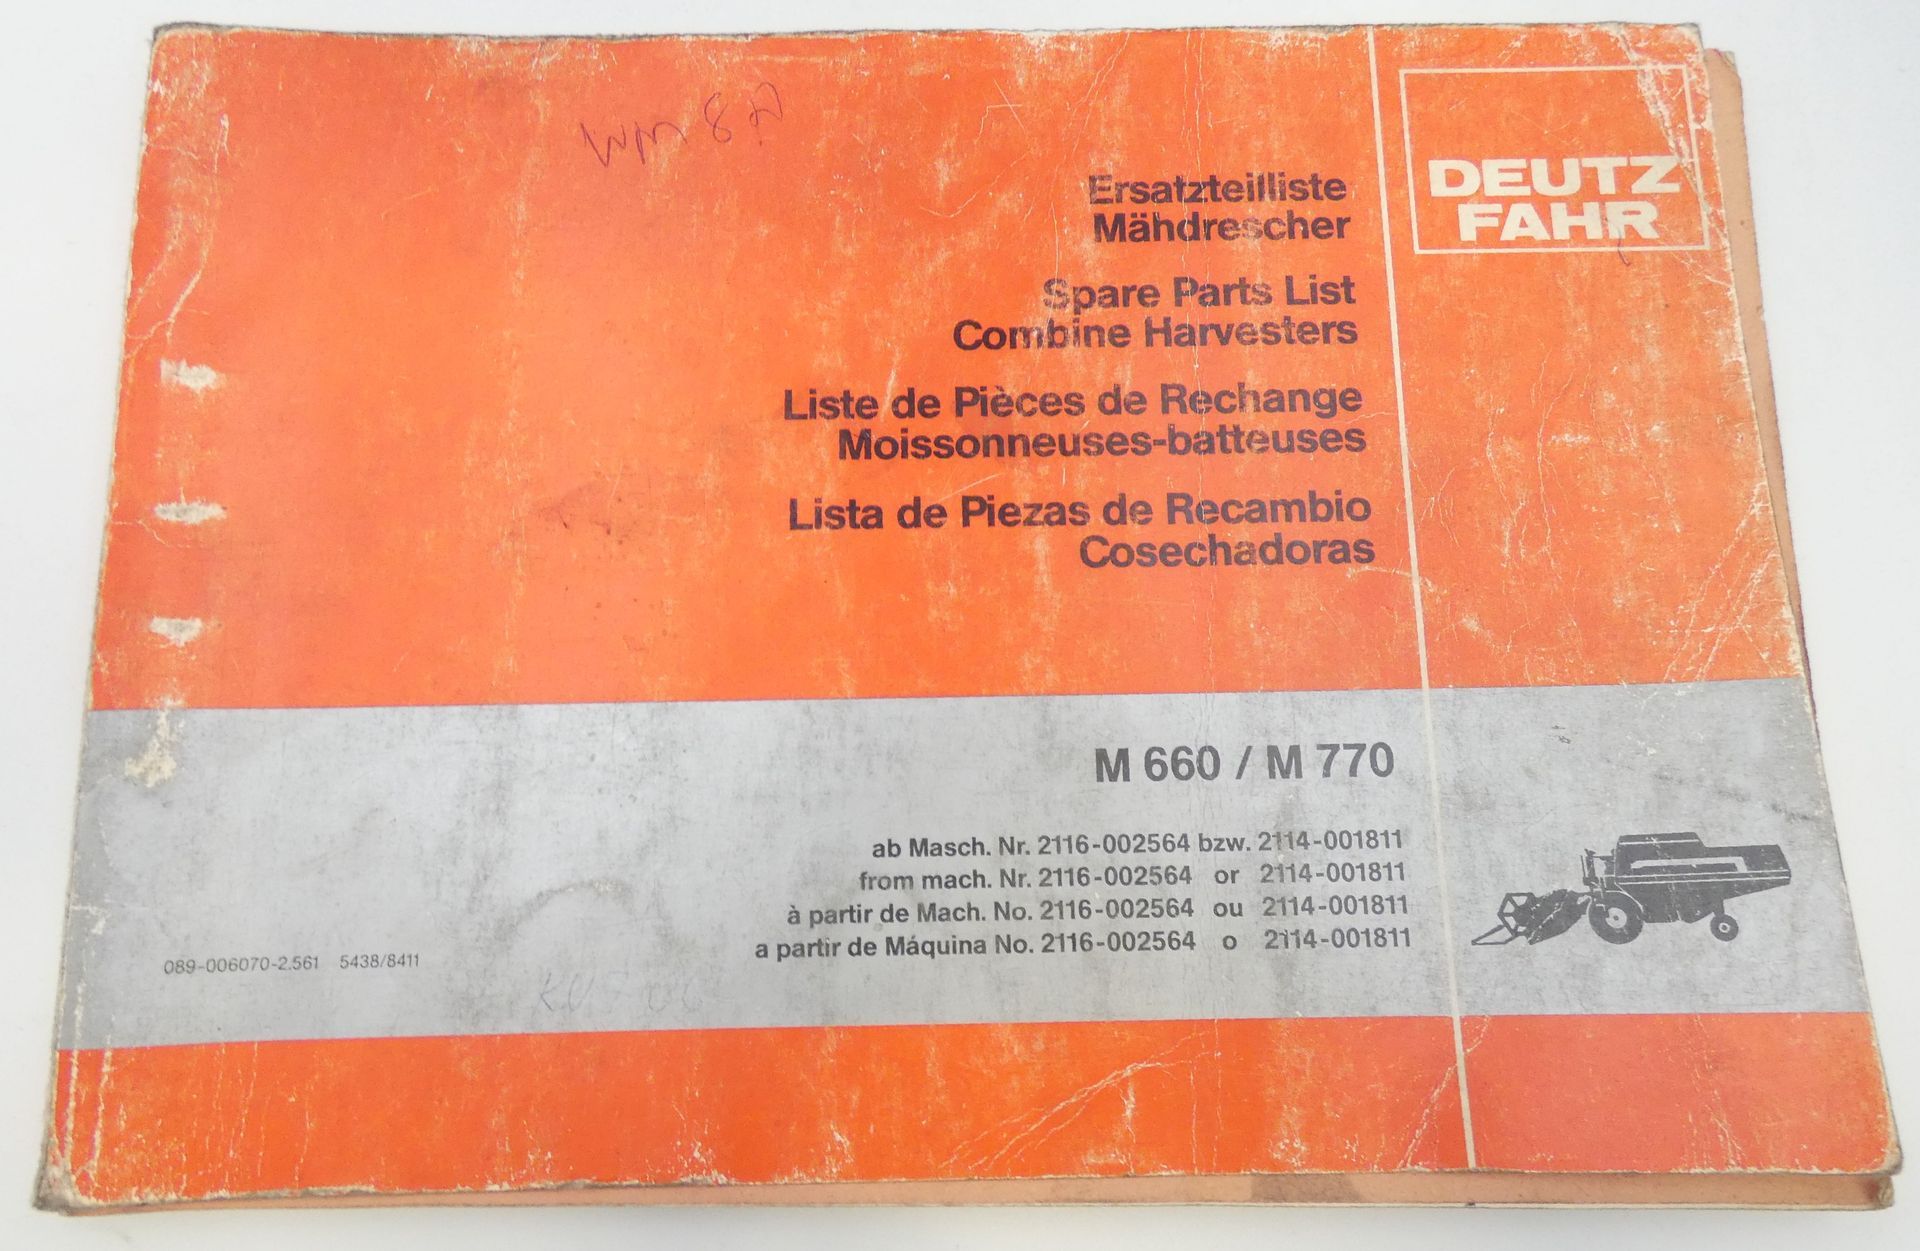 WM 8
DEUTZ
FAHR
Ersatzteilliste
Mähdrescher
Spare Parts List
Combine Harvesters
Liste de Pièces de Rechange
Moissonneuses-batteuses
Lista de Piezas de Recambio
Cosechadoras
M 660 / M 770
ab Masch. Nr. 2116-002564 bzw. 2114-001811
from mach. Nr. 2116-002564 or 2114-001811
à partir de Mach. No. 2116-002564 ou 2114-001811
a partir de Máquina No. 2116-002564 o 2114-001811
089-006070-2.561 5438/8411